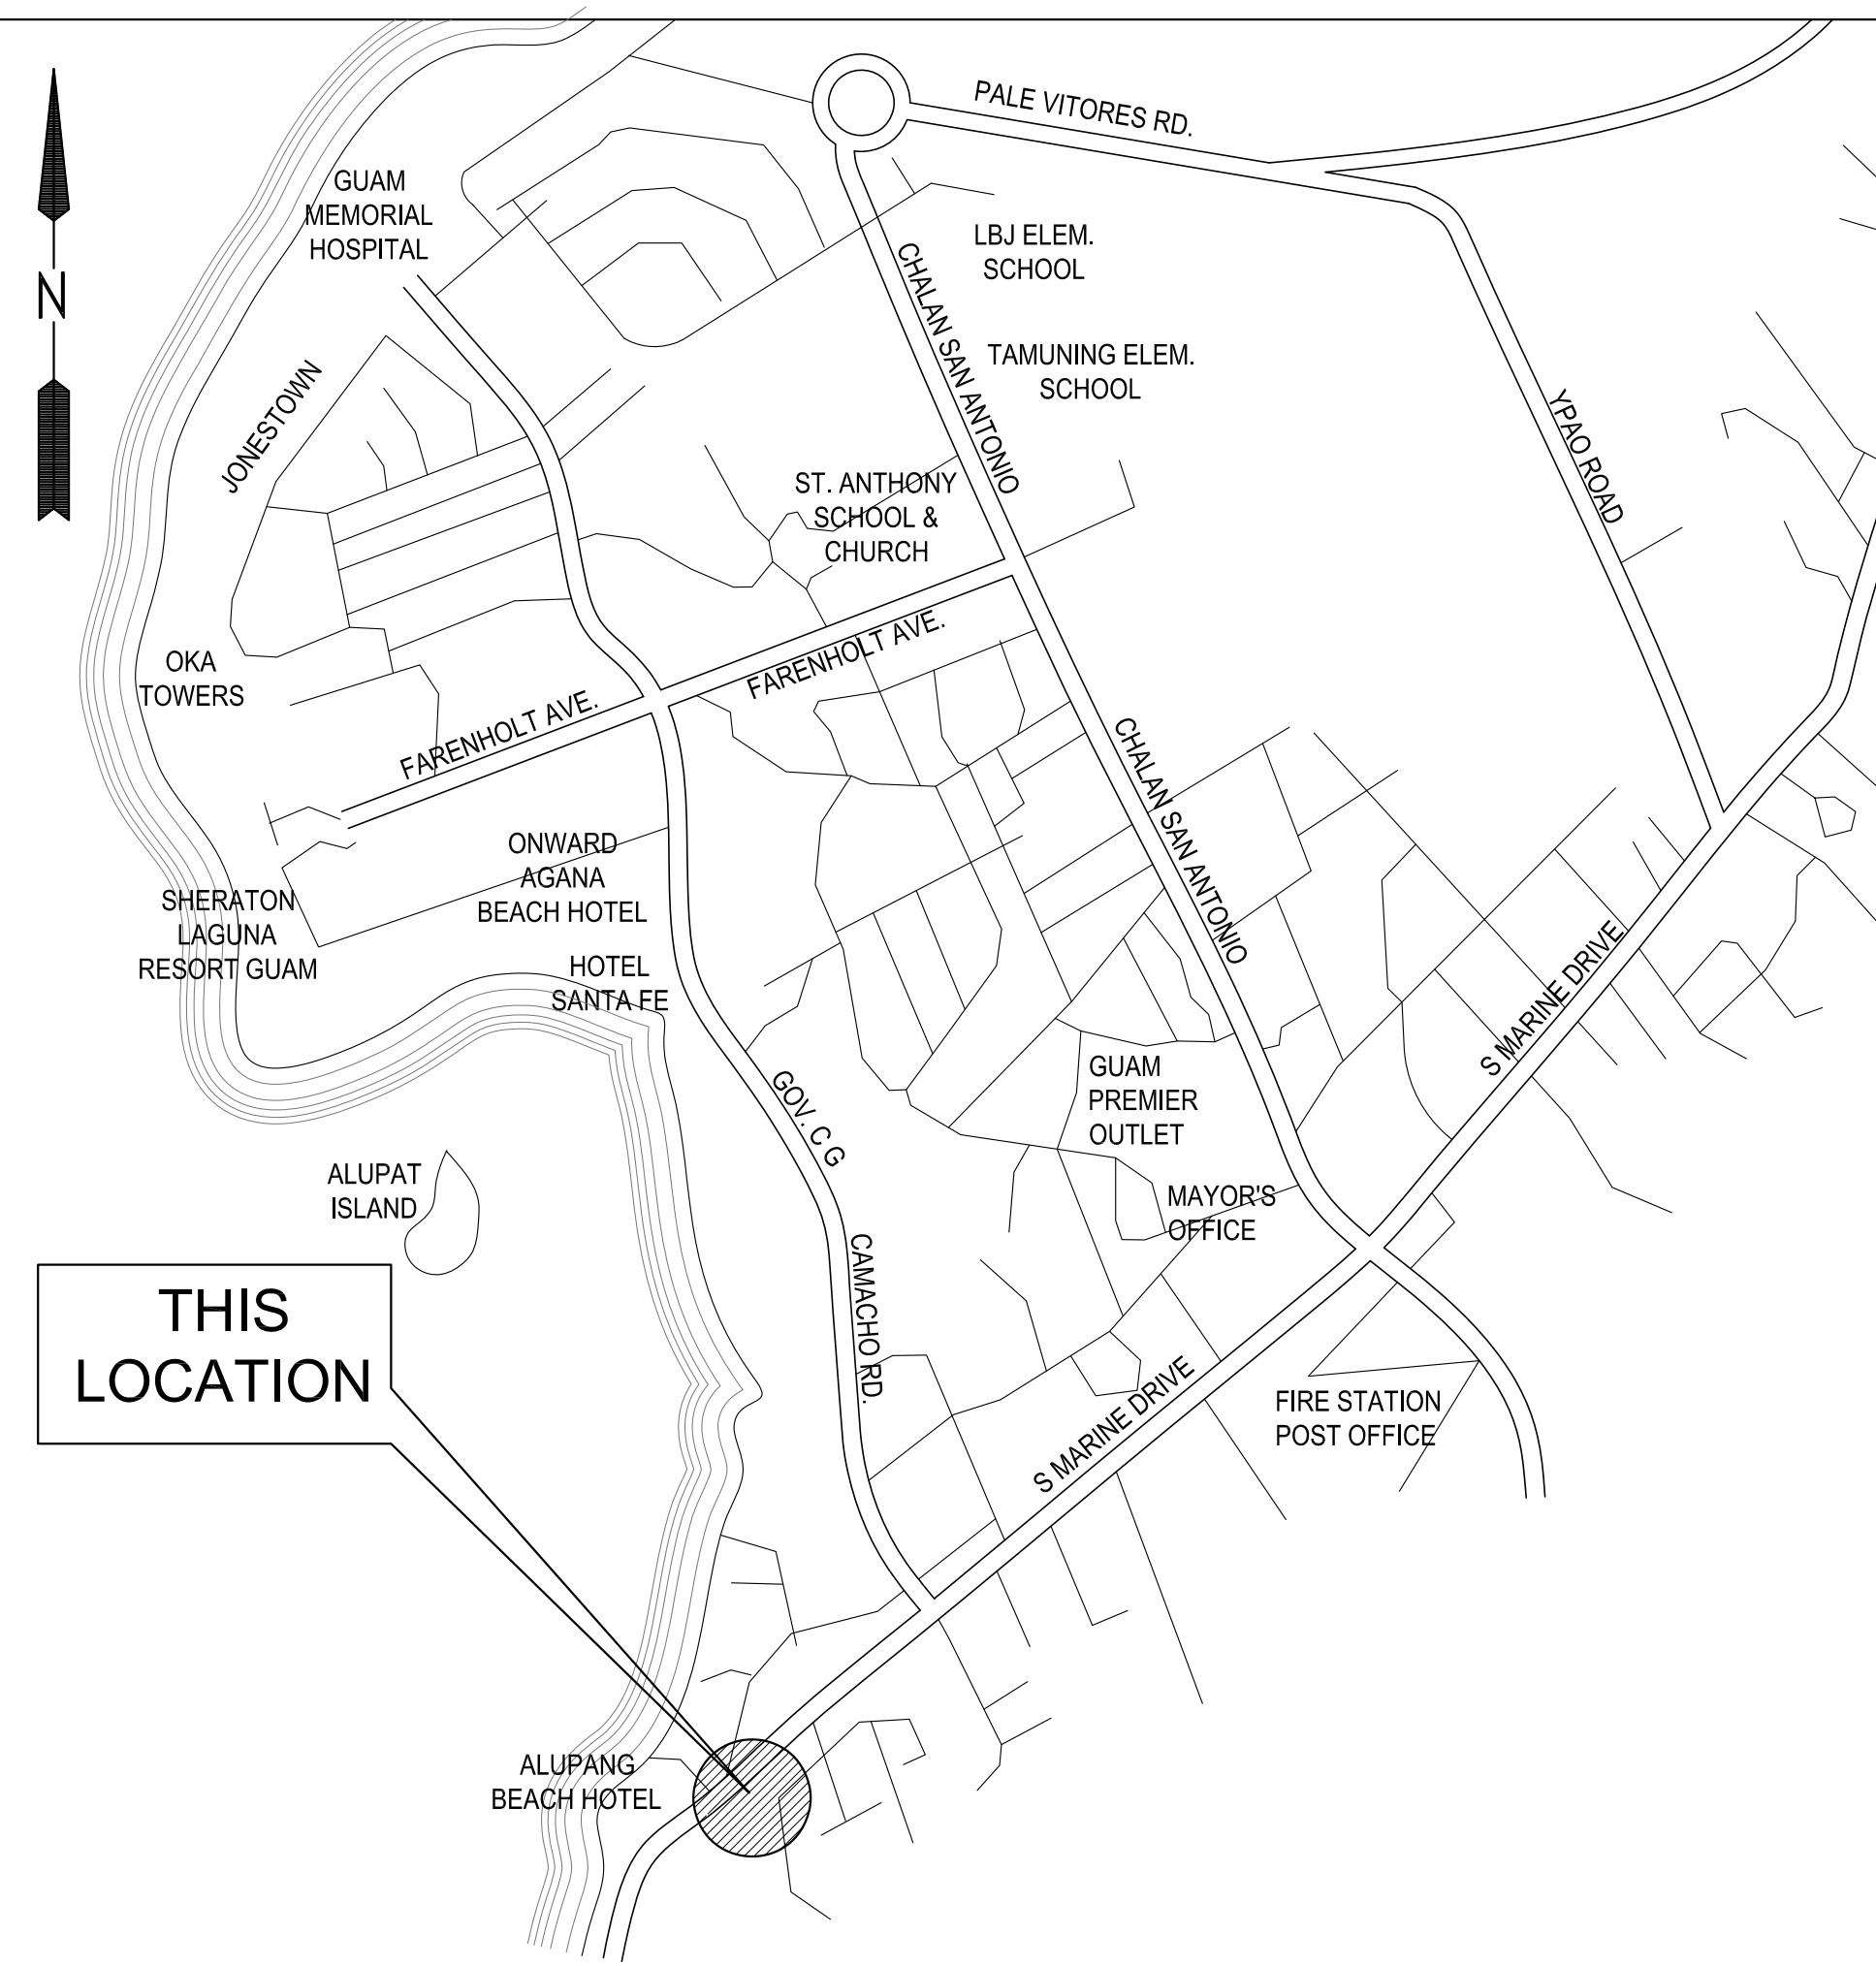 PALE VITORES RD.
GUAM
MEMORIAL
HOSPITAL
N
LBJ ELEM.
SCHOOL
CHALAN SAN ANTONIO
TAMUNING ELEM.
SCHOOL
JONESTOWN
YPAO ROAD
ST. ANTHONY
SCHOOL &
CHURCH
OKA
TOWERS
FARENHOLT AVE.
FARENHOLT AVE.
CHALAN SAN ANTONIO
ONWARD
AGANA
BEACH HOTEL
SHERATON
LAGUNA
RESORT GUAM
HOTEL
SANTA FE
S MARINE DRIVE
GOV. C G
CAMACHO RD.
GUAM
PREMIER
OUTLET
ALUPAT
ISLAND
MAYOR'S
OFFICE
THIS
LOCATION
S MARINE DRIVE
FIRE STATION
POST OFFICE
ALUPANG
BEACH HOTEL